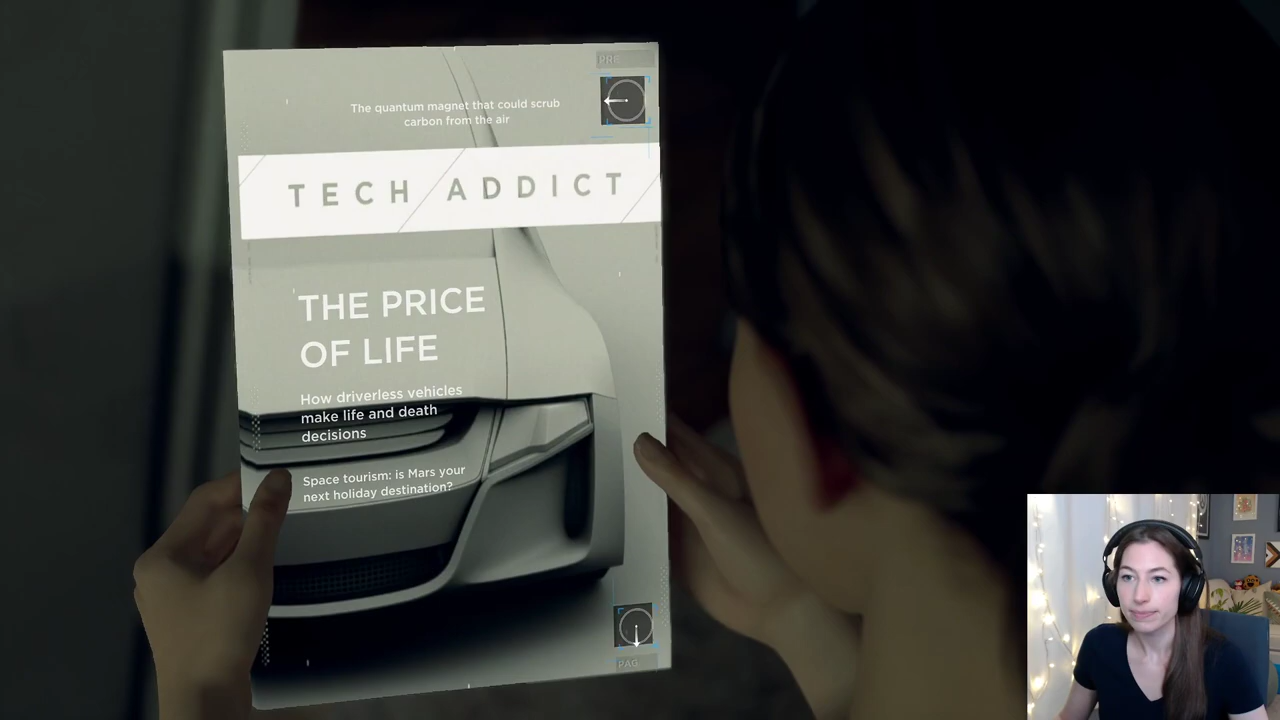 PRE
The quantum magnet that could scrub
carbon from the air
TECH ADDICT
THE PRICE
OF LIFE
How driverless vehicles
make life and death
decisions
Space tourism: is Mars your
next holiday destination?
PAG